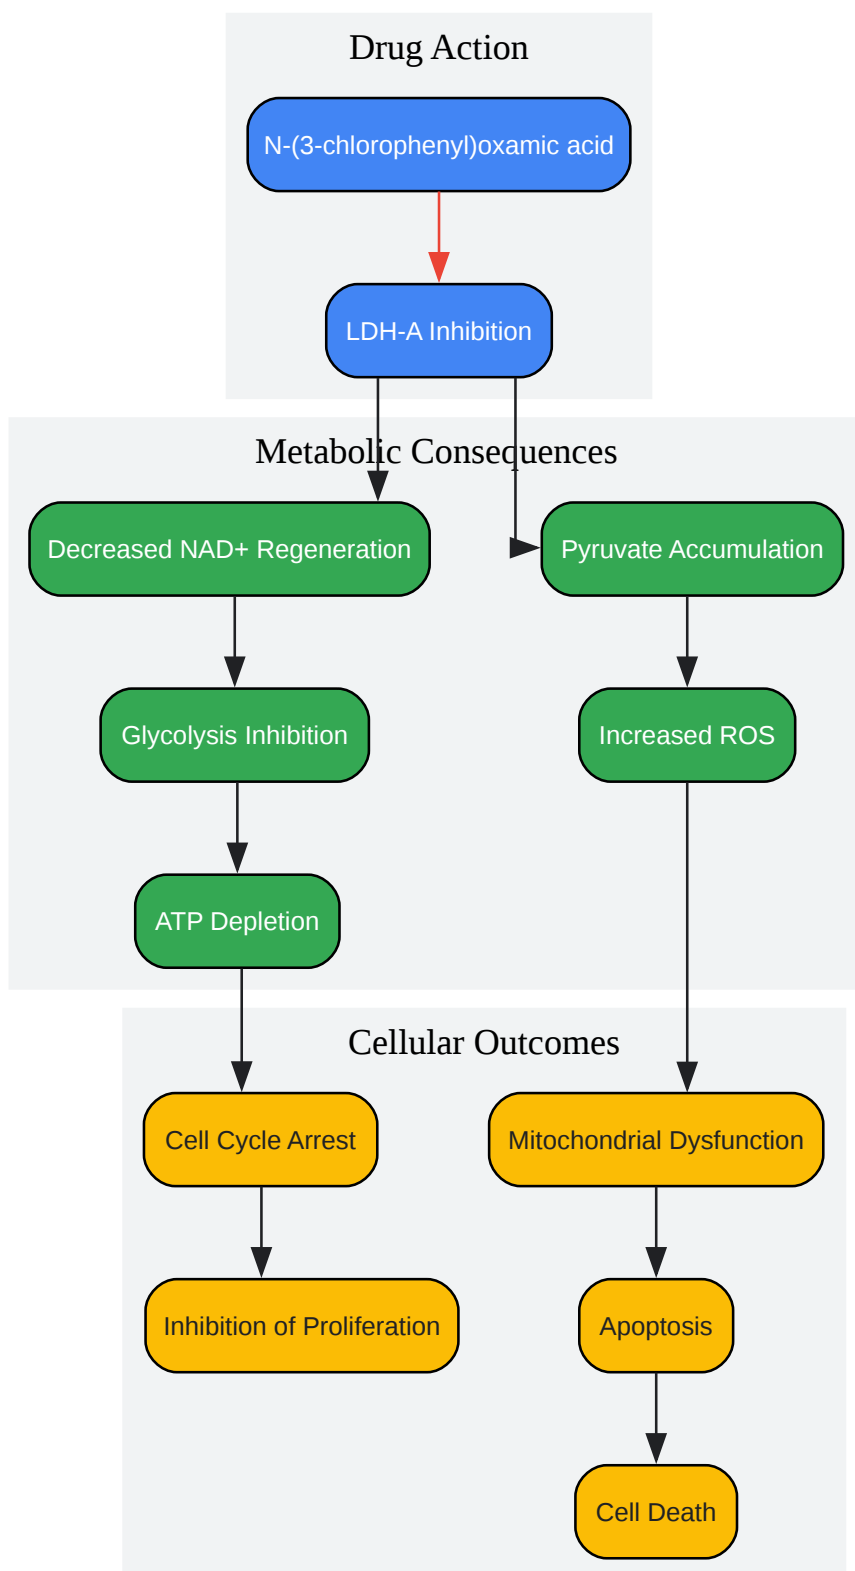 Drug Action
N-(3-chlorophenyl)oxamic acid
LDH-A Inhibition
Metabolic Consequences
Decreased NAD+ Regeneration
Pyruvate Accumulation
Glycolysis Inhibition
Increased ROS
ATP Depletion
Cellular Outcomes
Cell Cycle Arrest
Mitochondrial Dysfunction
Inhibition of Proliferation
Apoptosis
Cell Death